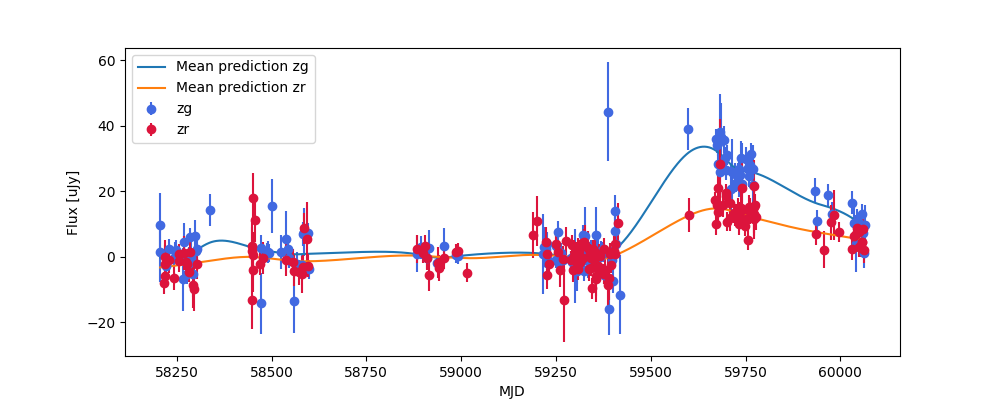 60
40
20
0
−20
Flux [uJy]
Mean prediction zg
Mean prediction zr
zg
zr
58250 58500 58750 59000 59250 59500 59750 60000
MJD